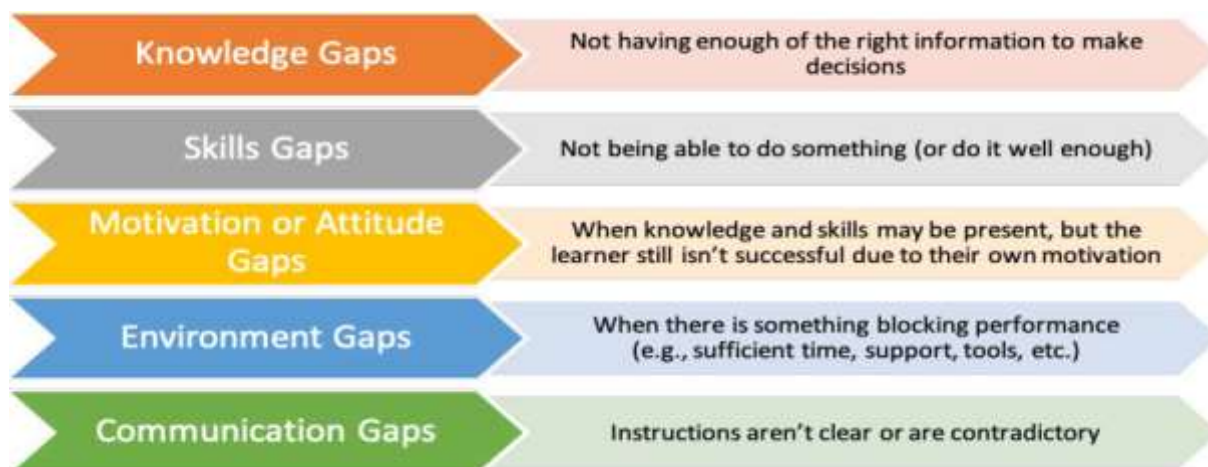 Knowledge Gaps
Not having enough of the right information to make
decisions
Skills Gaps
Not being able to do something (or do it well enough)
Motivation or Attitude
Gaps
When knowledge and skills may be present, but the
learner still isn't successful due to their own motivation
Environment Gaps
When there is something blocking performance
(e.g., sufficient time, support, tools, etc.)
Communication Gaps
Instructions aren't clear or are contradictory